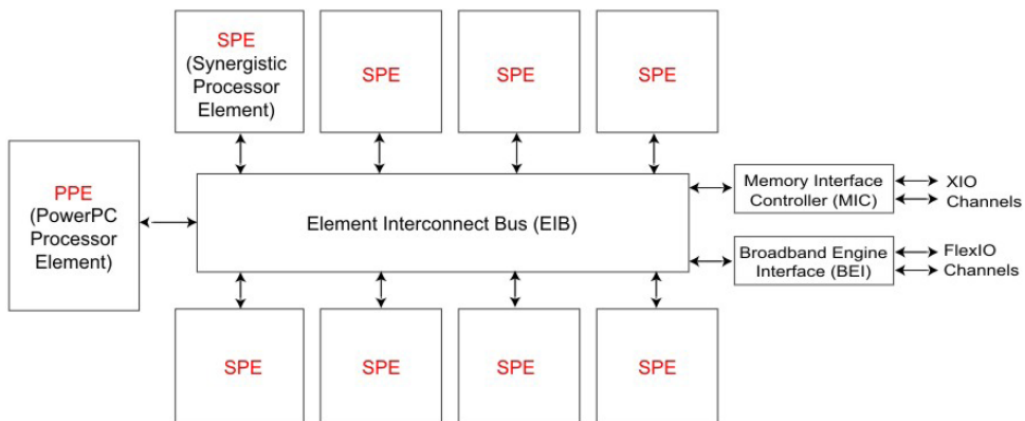 SPE
(Synergistic
Processor
Element)
SPE
SPE
SPE
PPE
(PowerPC
Processor
Element)
Element Interconnect Bus (EIB)
Memory Interface
Controller (MIC)
XIO
Channels
Broadband Engine
Interface (BEI)
FlexIO
Channels
SPE
SPE
SPE
SPE